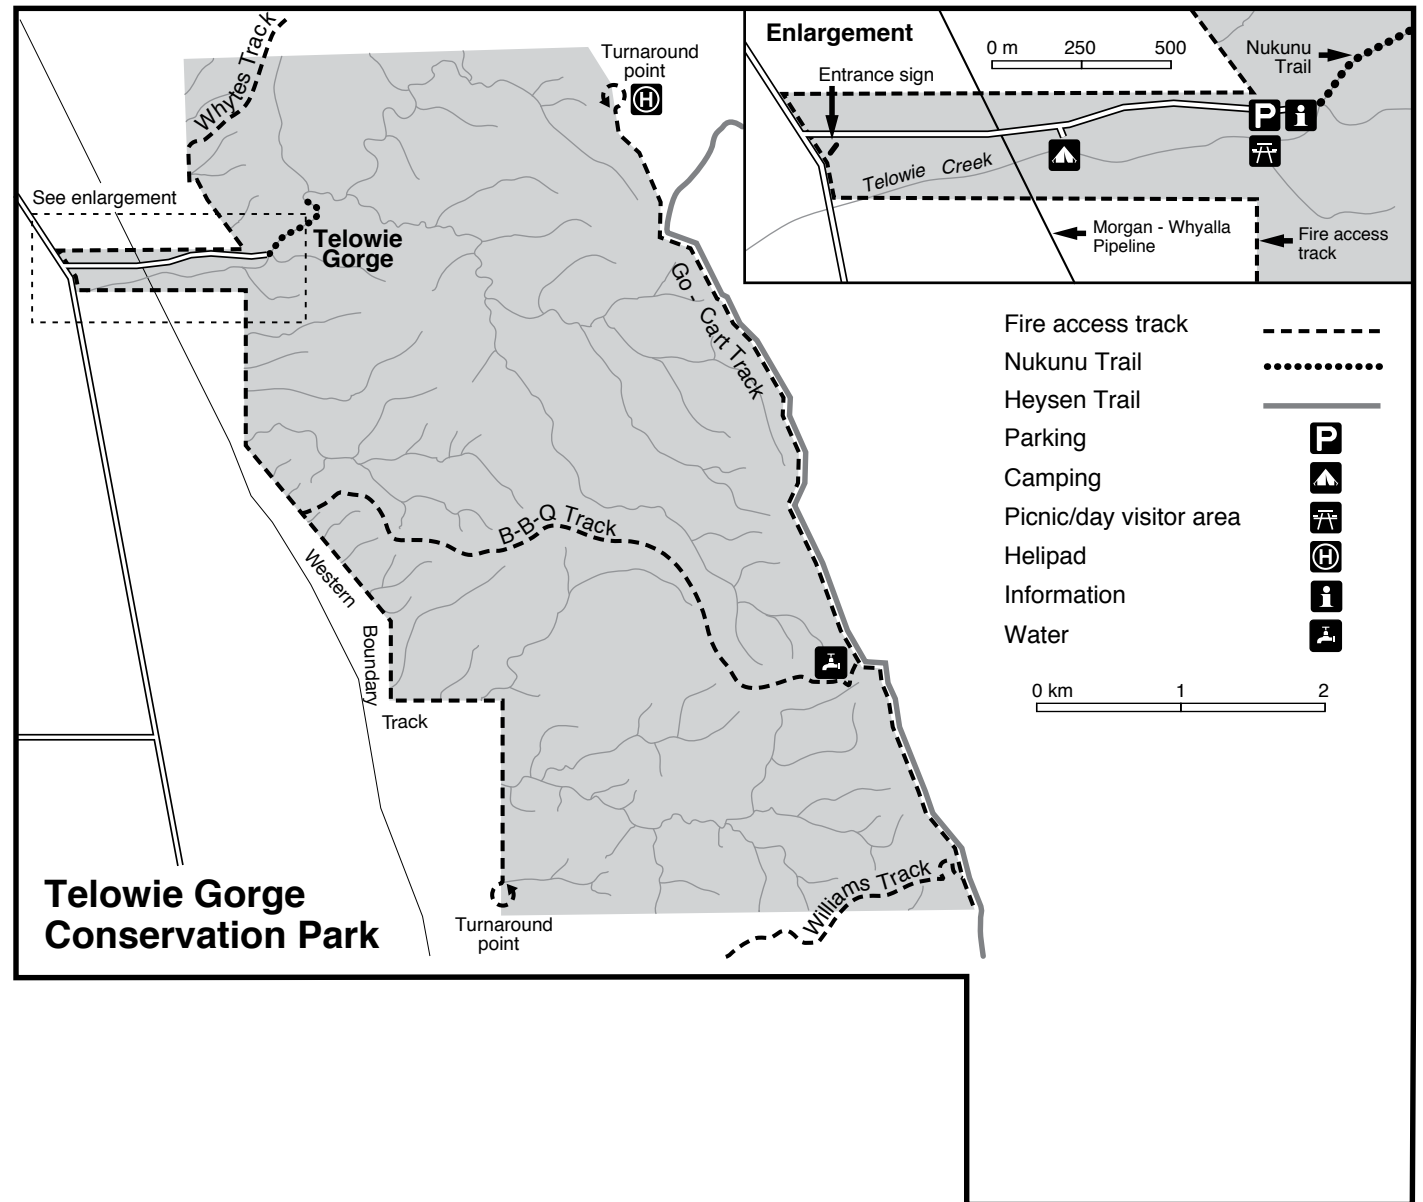 Whytes Track
Turnaround
point
H
See enlargement
Telowie
Gorge
Go - Cart Track
B-B-Q Track
Western
Boundary
Track
Williams Track
Turnaround
point
Telowie Gorge
Conservation Park
Enlargement
0 m 250 500
Nukunu
Trail
Entrance sign
P i
Telowie Creek
Morgan - Whyalla
Pipeline
Fire access
track
Fire access track
Nukunu Trail
Heysen Trail
Parking P
Camping
Picnic/day visitor area
Helipad H
Information i
Water
0 km 1 2